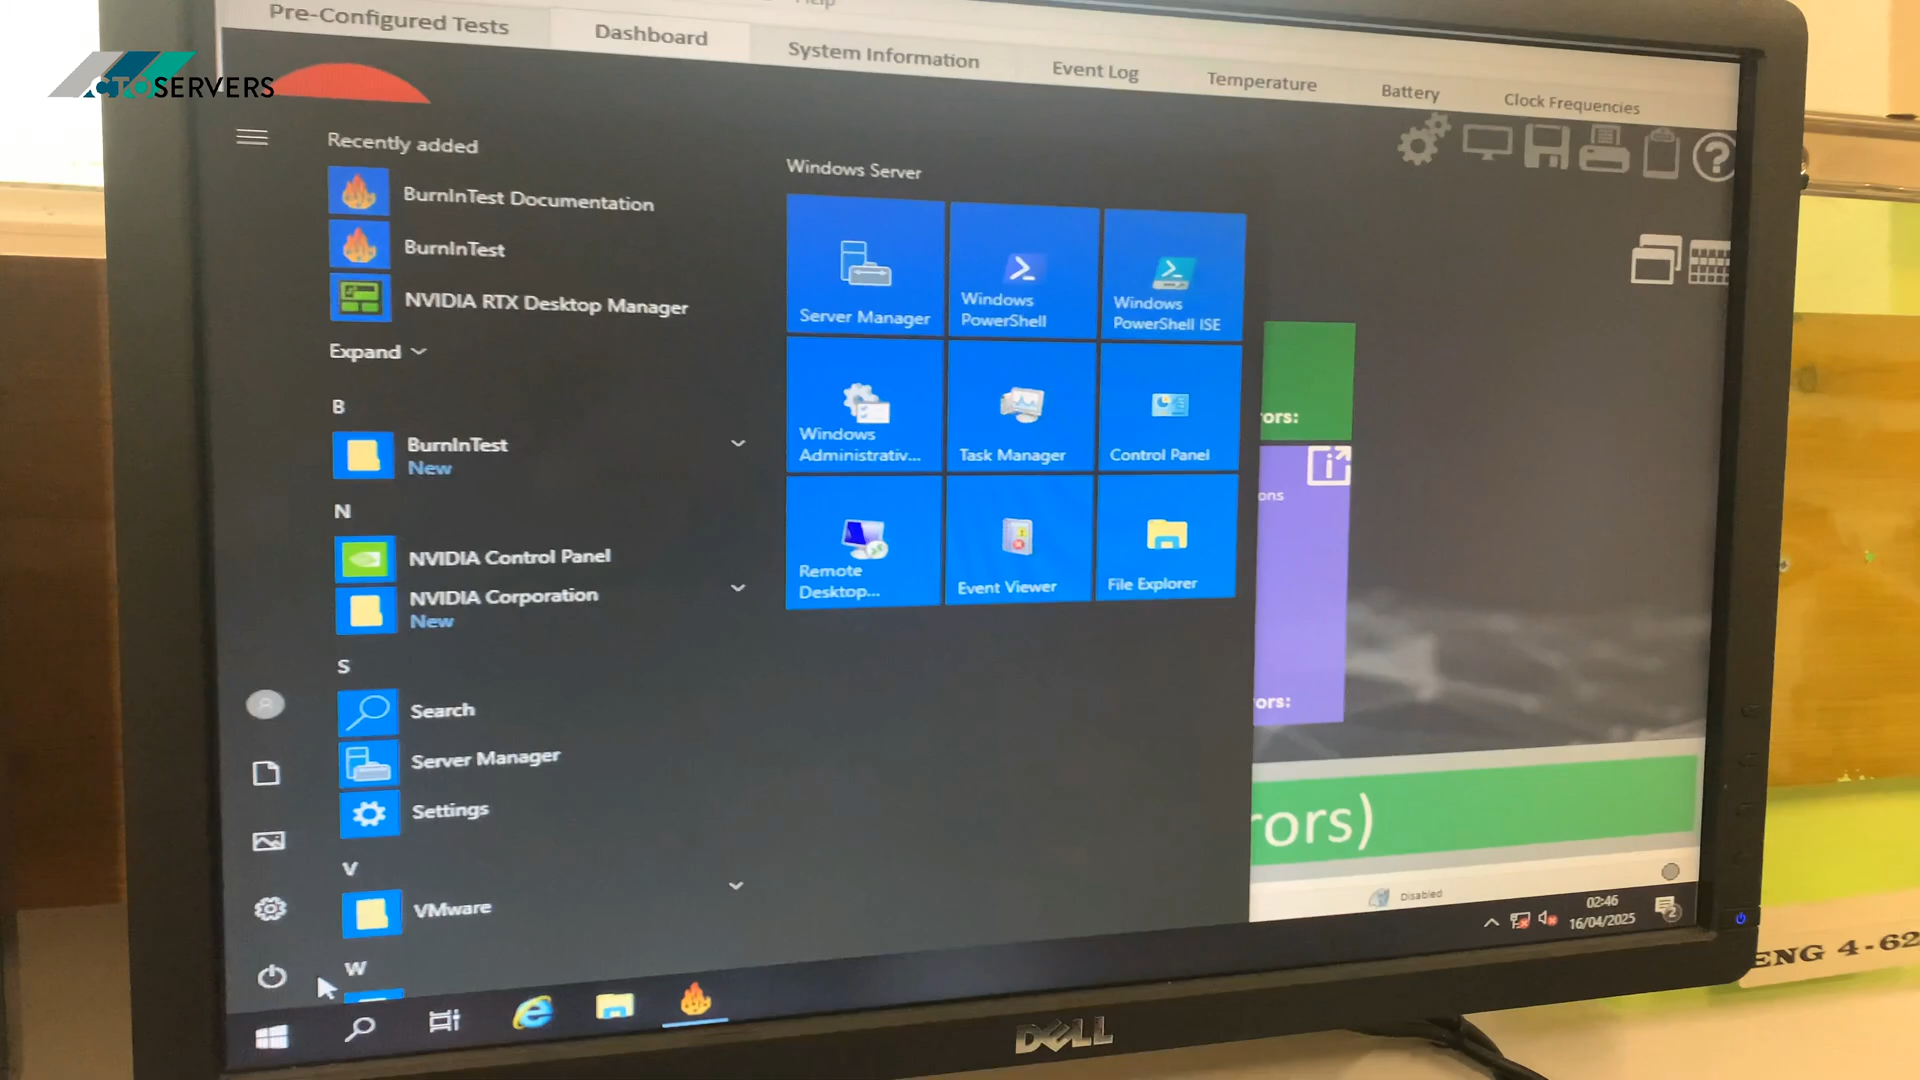 Help
Pre-Configured Tests
Dashboard
System Information
Event Log
Temperature
Battery
Clock Frequencies
CTOSERVERS
Recently added
BurnInTest Documentation
BurnInTest
NVIDIA RTX Desktop Manager
Expand
B
BurnInTest
New
N
NVIDIA Control Panel
NVIDIA Corporation
New
S
Search
Server Manager
Settings
V
VMware
W
Windows Server
Server Manager
Windows
PowerShell
Windows
PowerShell ISE
Windows
Administrativ...
Task Manager
Control Panel
Remote
Desktop...
Event Viewer
File Explorer
ors:
ons
ors:
rors)
Disabled
02:46
16/04/2025
2
DELL
ENG 4-62